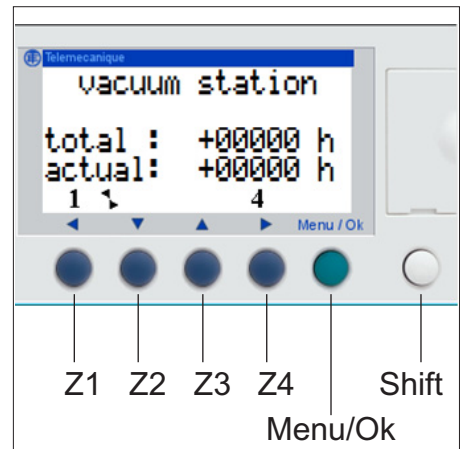 Telemecanique
vacuum station
total : +00000 h
actual: +00000 h
1 4
Menu / Ok
Z1 Z2 Z3 Z4 Shift
Menu/Ok